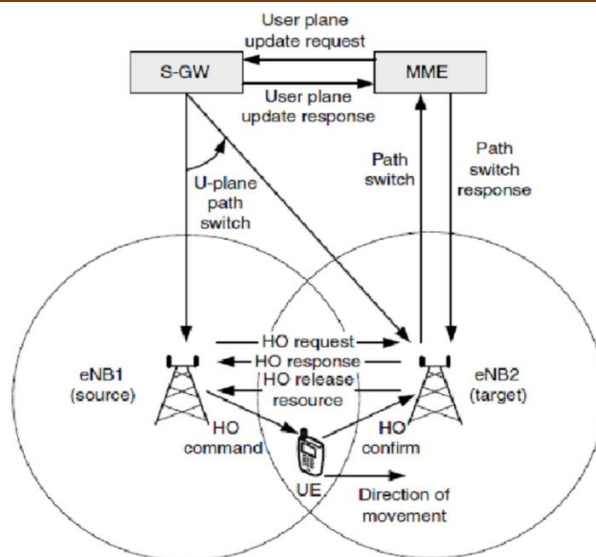 User plane
update request
S-GW
MME
User plane
update response
U-plane
path
switch
Path
switch
Path
switch
response
HO request
HO response
HO release
resource
eNB1
(source)
eNB2
(target)
HO
command
HO
confirm
UE
Direction of
movement